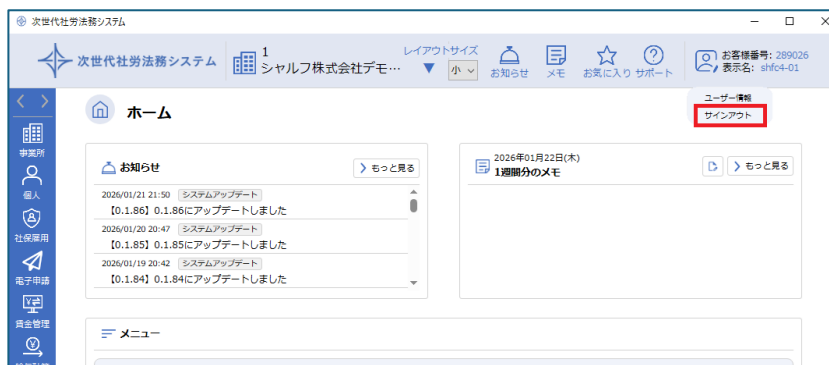 次世代社労法務システム
次世代社労法務システム
1
シャルフ株式会社デモ…
レイアウトサイズ
▼ 小
お知らせ
メモ
お気に入り
サポート
お客様番号: 289026
表示名: shfc4-01
ユーザー情報
サインアウト
事業所
個人
社保雇用
電子申請
賃金管理
ホーム
お知らせ
もっと見る
2026/01/21 21:50 システムアップデート
【0.1.86】0.1.86にアップデートしました
2026/01/20 20:47 システムアップデート
【0.1.85】0.1.85にアップデートしました
2026/01/19 20:42 システムアップデート
【0.1.84】0.1.84にアップデートしました
2026年01月22日(木)
1週間分のメモ
もっと見る
メニュー